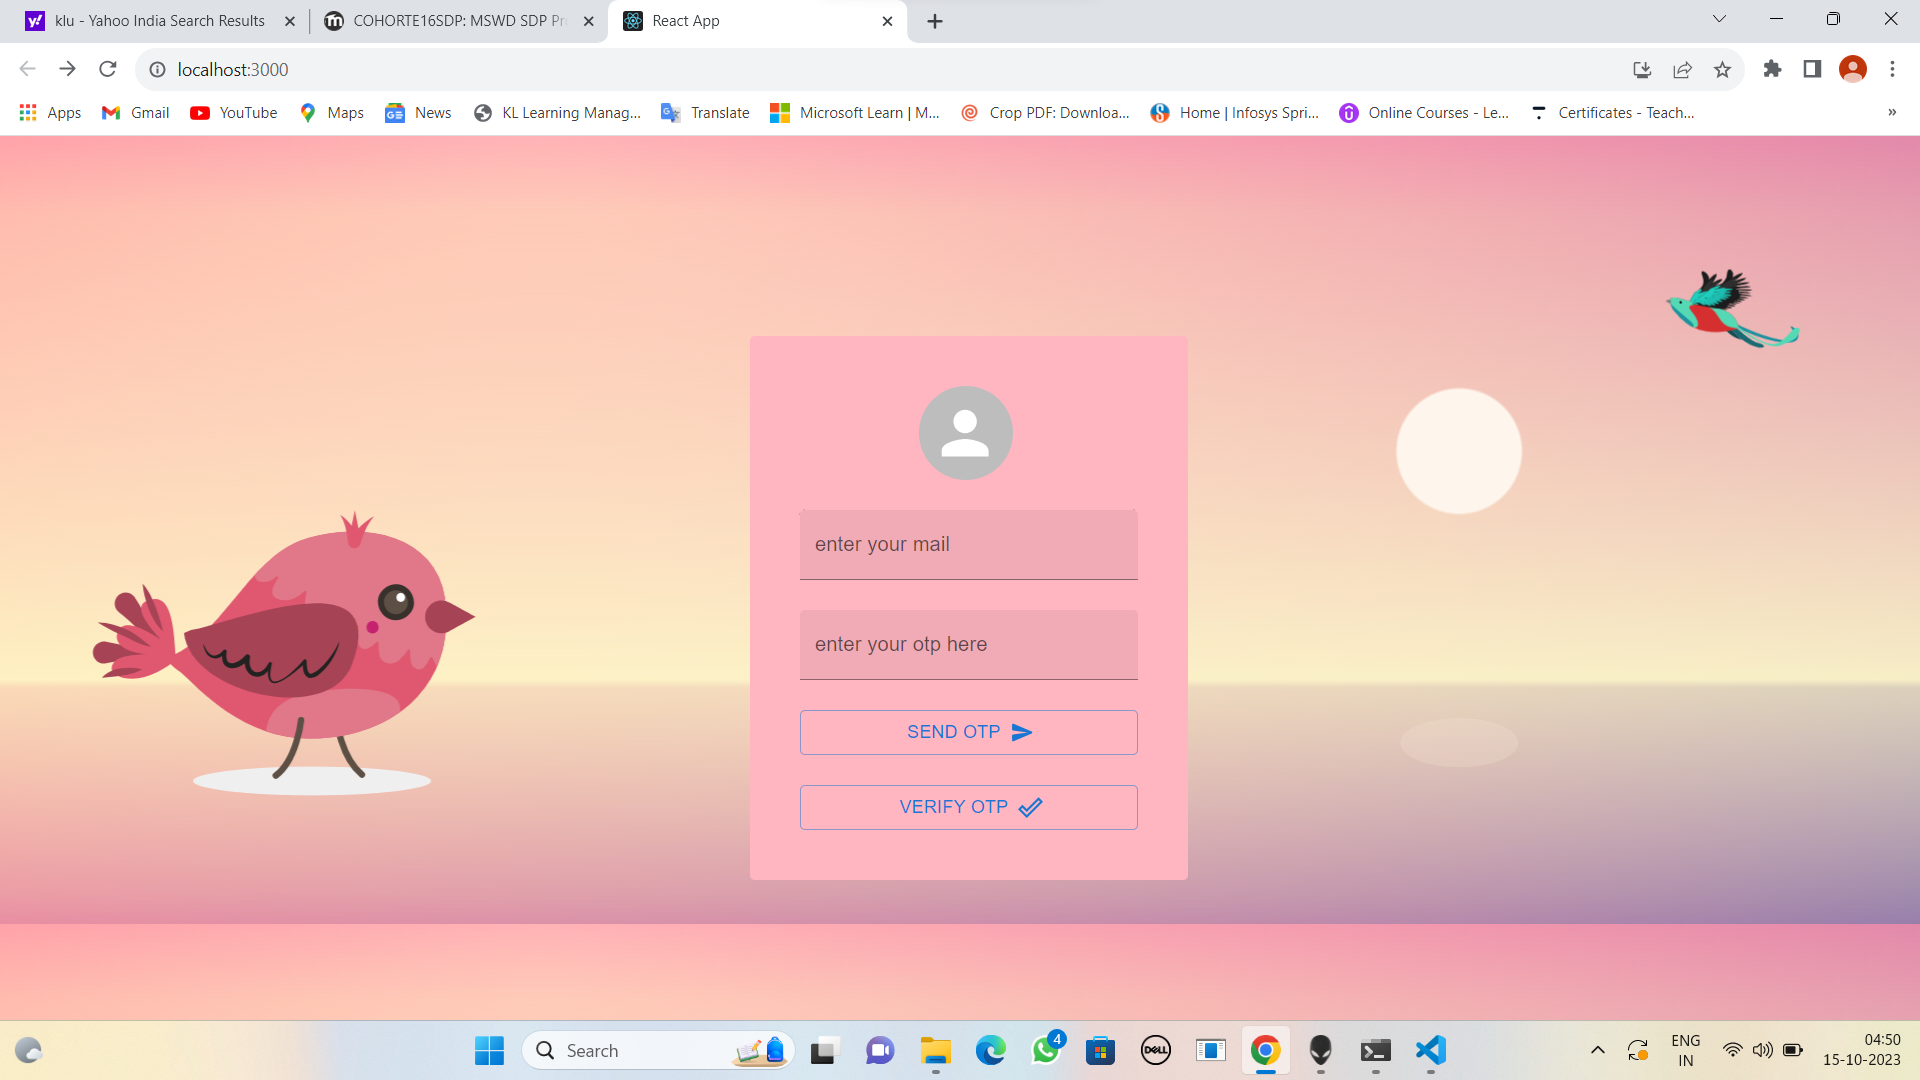 klu - Yahoo India Search Results
COHORTE16SDP: MSWD SDP Pr
React App
localhost:3000
Apps
Gmail
YouTube
Maps
News
KL Learning Manag...
Translate
Microsoft Learn | M...
Crop PDF: Downloa...
Home | Infosys Spri...
Online Courses - Le...
Certificates - Teach...
»
enter your mail
enter your otp here
SEND OTP
VERIFY OTP
Search
4
DELL
ENG
IN
04:50
15-10-2023